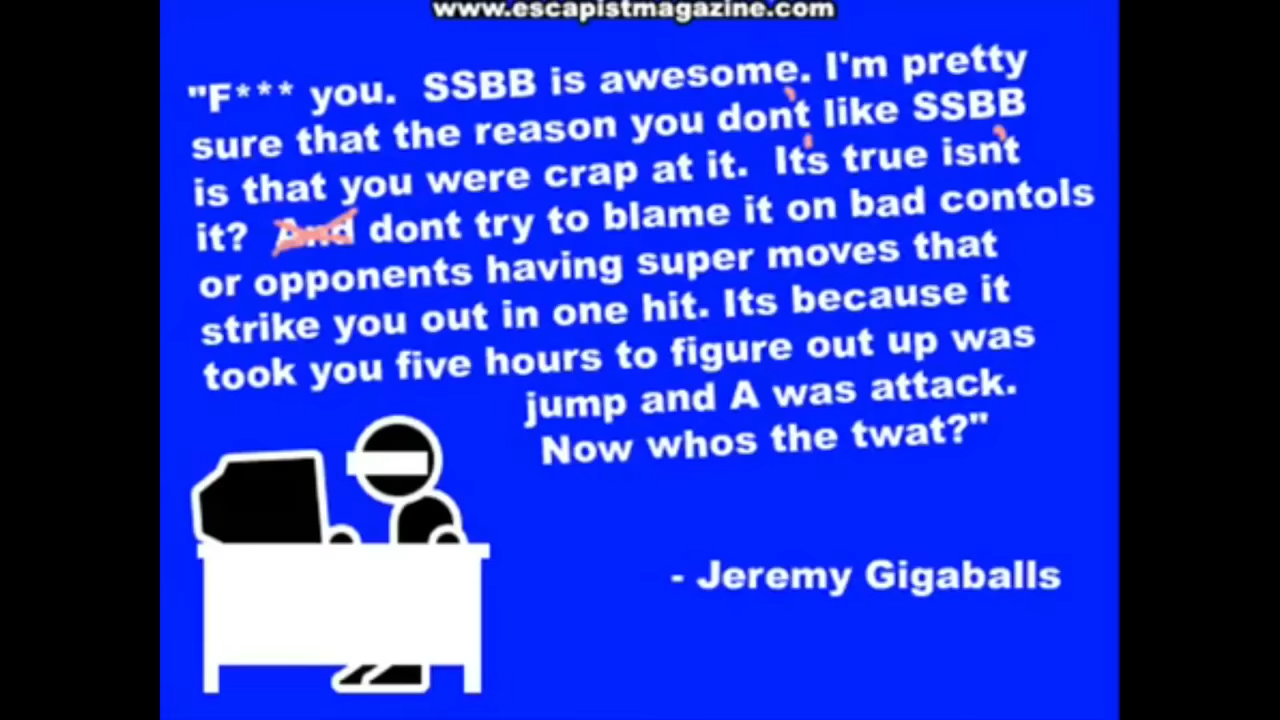 www.escapistmagazine.com
"F*** you. SSBB is awesome. I'm pretty
sure that the reason you don't like SSBB
is that you were crap at it. It's true isn't
it? And dont try to blame it on bad contols
or opponents having super moves that
strike you out in one hit. Its because it
took you five hours to figure out up was
jump and A was attack.
Now whos the twat?"
- Jeremy Gigaballs